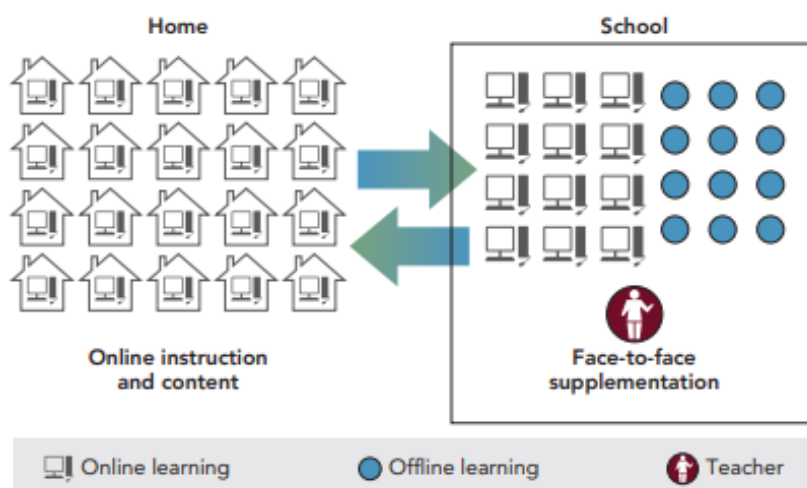 Home
School
Online instruction
and content
Face-to-face
supplementation
Online learning
Offline learning
Teacher